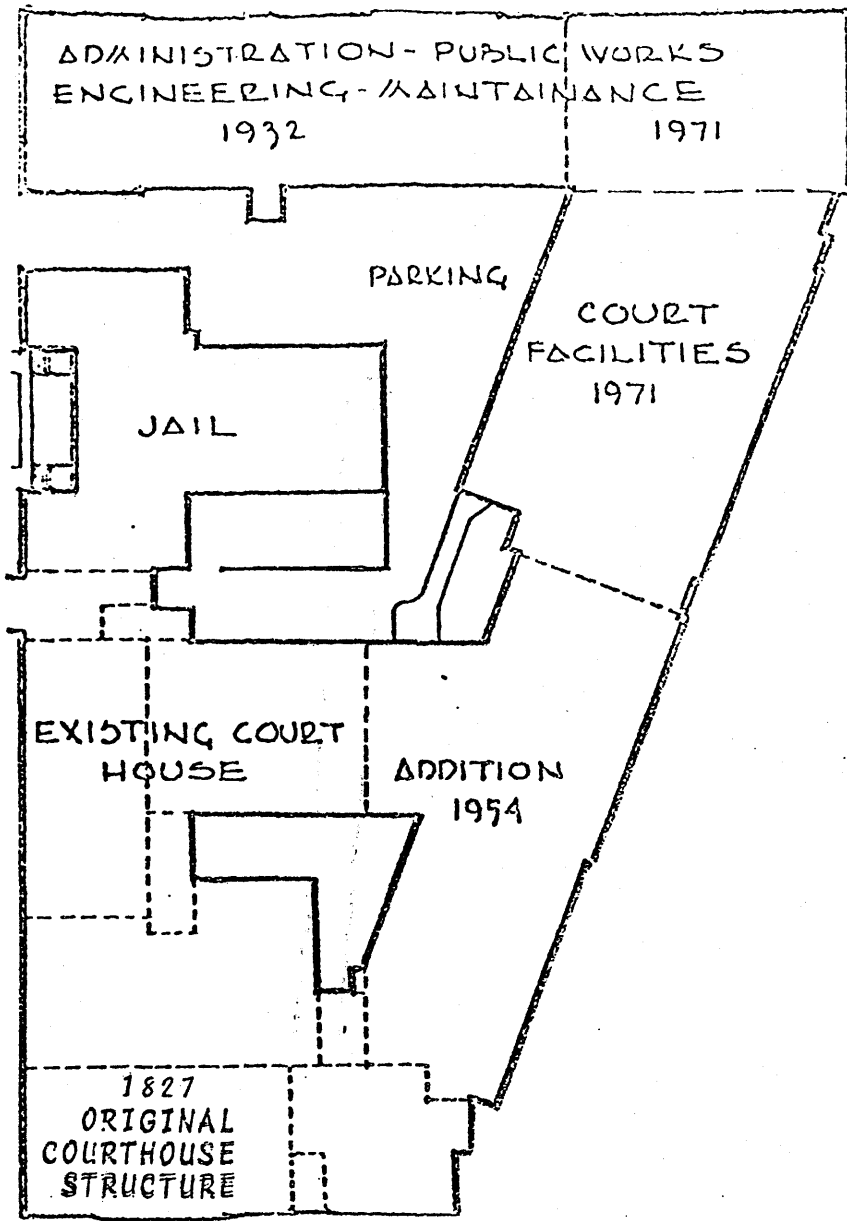 ADMINISTRATION - PUBLIC WORKS
ENGINEERING - MAINTAINANCE
1932
1971
PARKING
COURT
FACILITIES
1971
JAIL
EXISTING COURT
HOUSE
ADDITION
1954
1827
ORIGINAL
COURTHOUSE
STRUCTURE